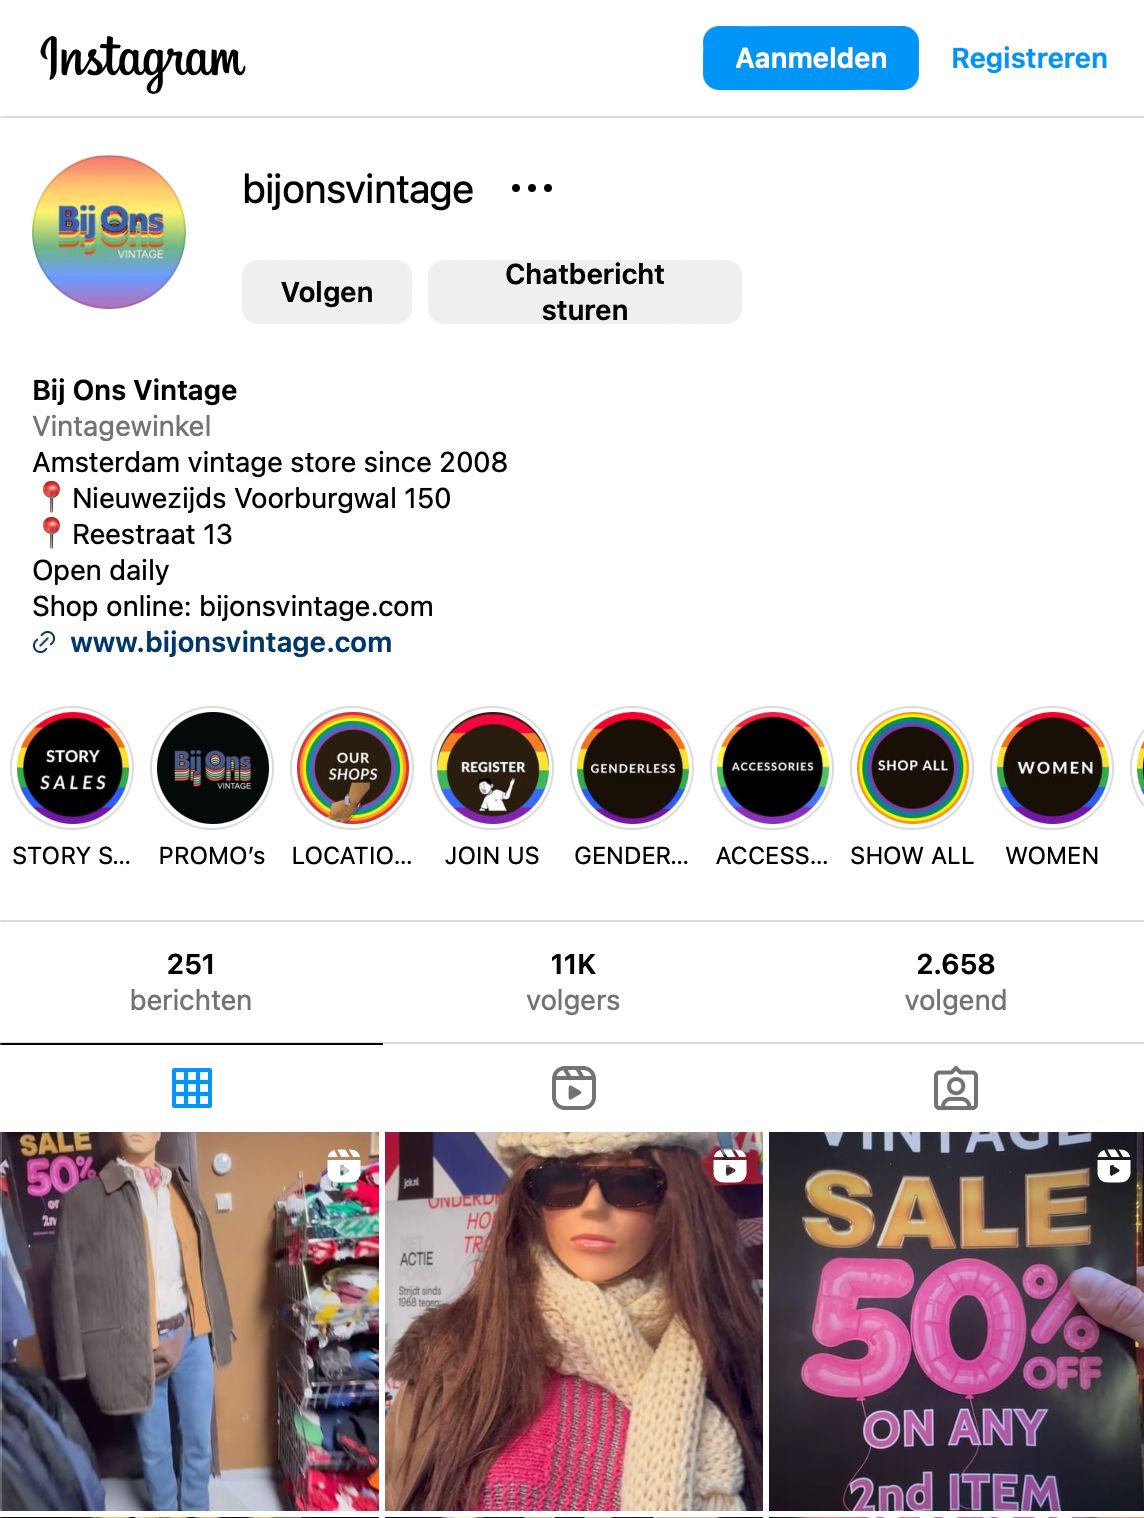 Instagram
Aanmelden
Registreren
bijonsvintage
Bij Ons
VINTAGE
Volgen
Chatbericht
sturen
Bij Ons Vintage
Vintagewinkel
Amsterdam vintage store since 2008
📍Nieuwezijds Voorburgwal 150
📍Reestraat 13
Open daily
Shop online: bijonsvintage.com
www.bijonsvintage.com
STORY
SALES
Bij Ons
VINTAGE
OUR
SHOPS
REGISTER
GENDERLESS
ACCESSORIES
SHOP ALL
WOMEN
STORY S...
PROMO’s
LOCATIO...
JOIN US
GENDER...
ACCESS...
SHOW ALL
WOMEN
251
berichten
11K
volgers
2.658
volgend
SALE
50%
2n
jck.nl
HO
TR
ACTIE
Strijdt sinds
1968 tegen:
VINTAGE
SALE
50%
OFF
ON ANY
2nd ITEM